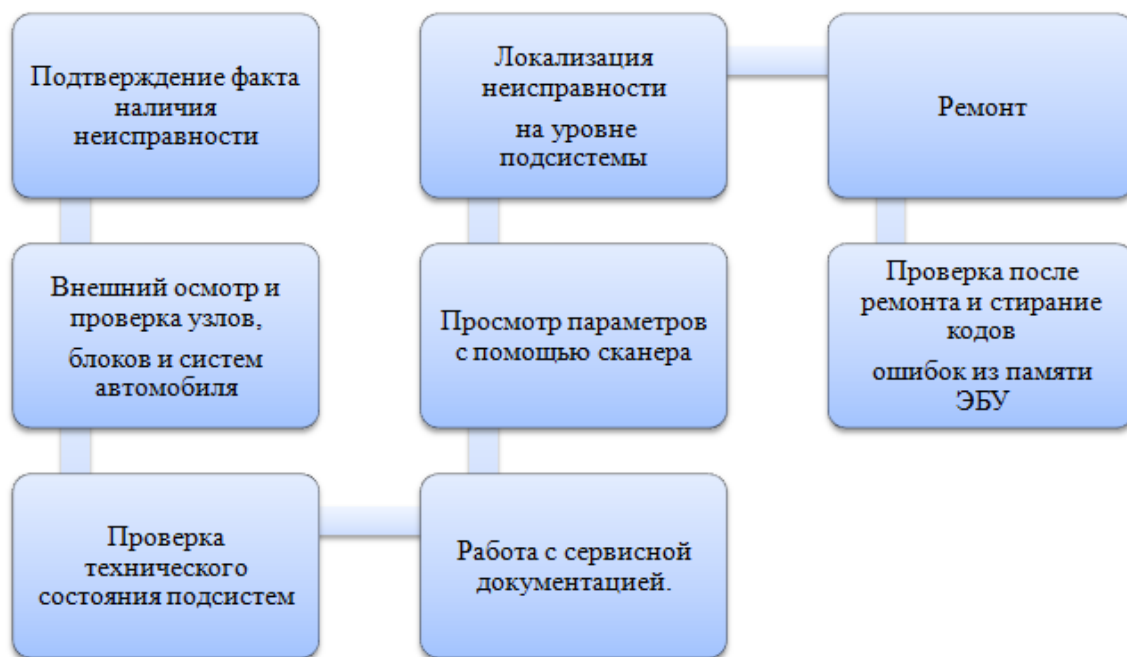 Подтверждение факта
наличия
неисправности
Внешний осмотр и
проверка узлов,
блоков и систем
автомобиля
Проверка
технического
состояния подсистем
Работа с сервисной
документацией.
Просмотр параметров
с помощью сканера
Локализация
неисправности
на уровне
подсистемы
Ремонт
Проверка после
ремонта и стирание
кодов
ошибок из памяти
ЭБУ